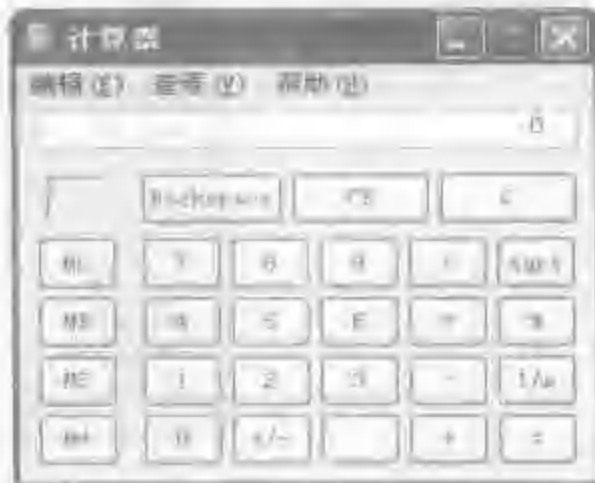 计算器
编辑(E) 查看(V) 帮助(H)
0
Backspace CE C
MC 7 8 9 / sqrt
MR 4 5 6 * %
MS 1 2 3 - 1/x
M+ 0 +/- . + =